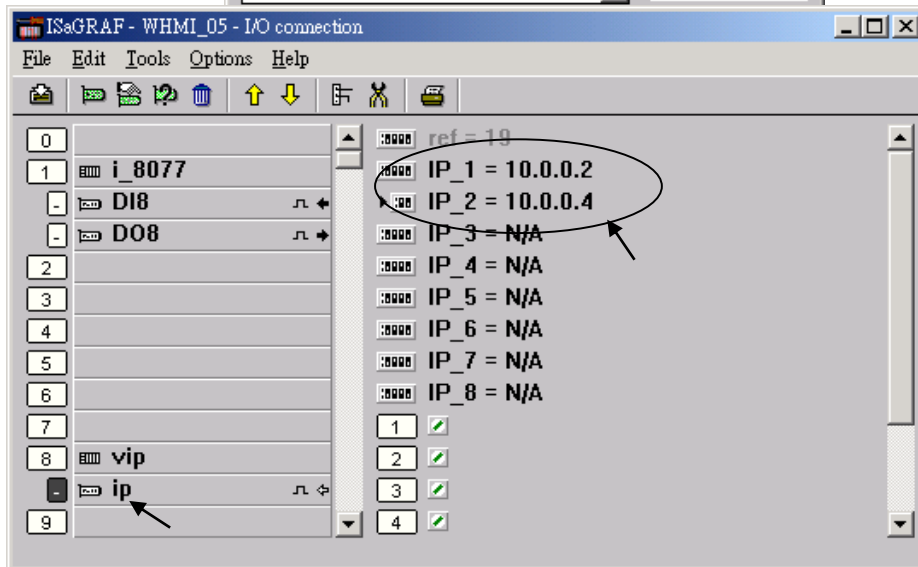 ISaGRAF - WHMI_05 - I/O connection
File Edit Tools Options Help
0
1 i_8077
- DI8
- DO8
2
3
4
5
6
7
8 vip
- ip
9
ref = 19
IP_1 = 10.0.0.2
IP_2 = 10.0.0.4
IP_3 = N/A
IP_4 = N/A
IP_5 = N/A
IP_6 = N/A
IP_7 = N/A
IP_8 = N/A
1
2
3
4